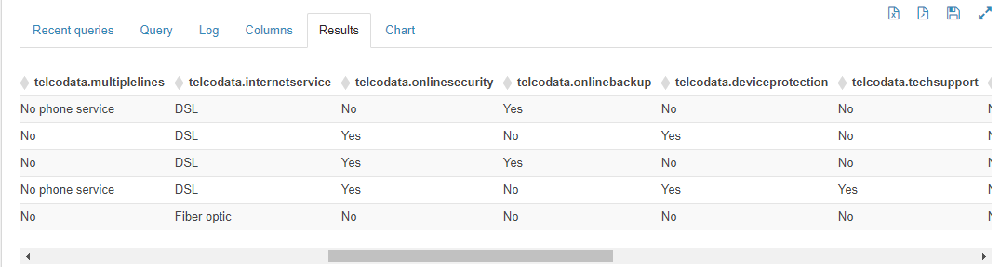 Recent queries Query Log Columns Results Chart
telcodata.multiplelines telcodata.internetservice telcodata.onlinesecurity telcodata.onlinebackup telcodata.deviceprotection telcodata.techsupport
No phone service DSL No Yes No No
No DSL Yes No Yes No
No DSL Yes Yes No No
No phone service DSL Yes No Yes Yes
No Fiber optic No No No No